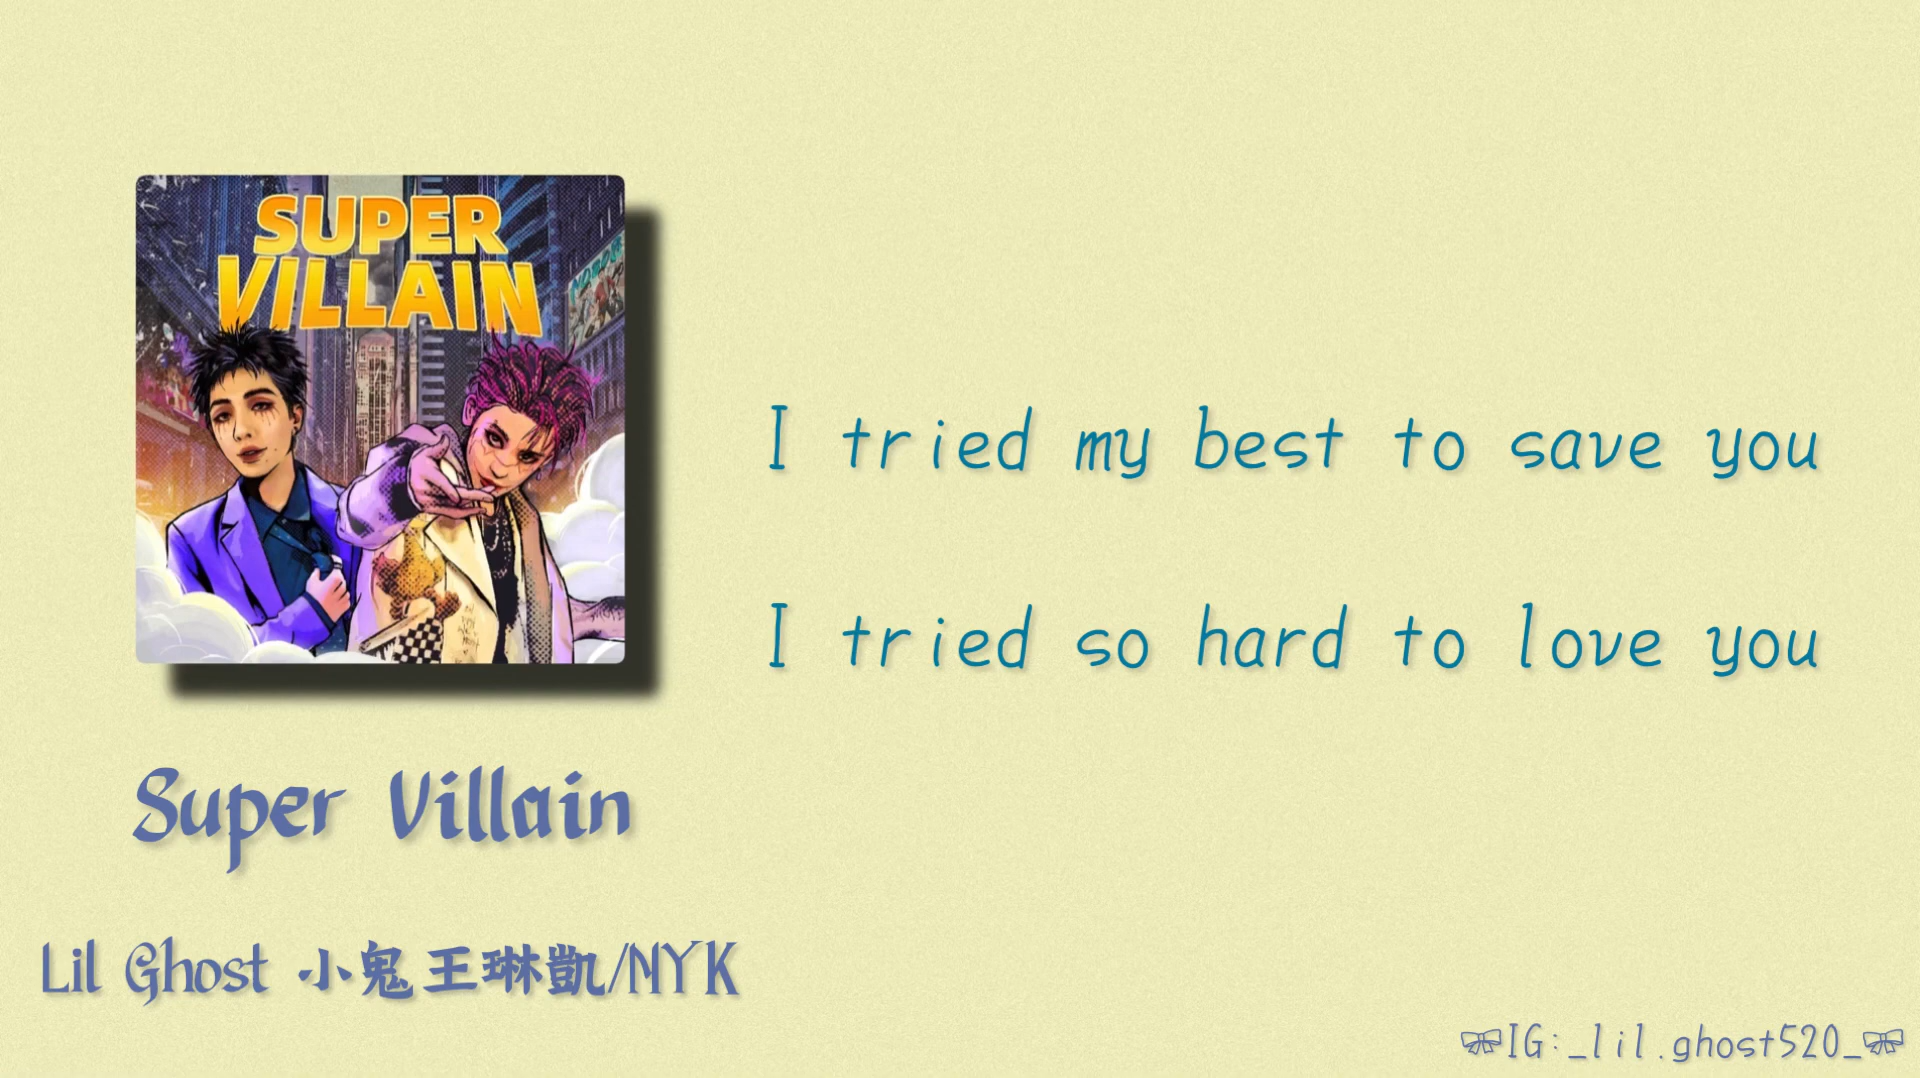 SUPER
VILLAIN
I tried my best to save you
I tried so hard to love you
Super Villain
Lil Ghost 小鬼王琳凱/NYK
IG:_lil.ghost520_